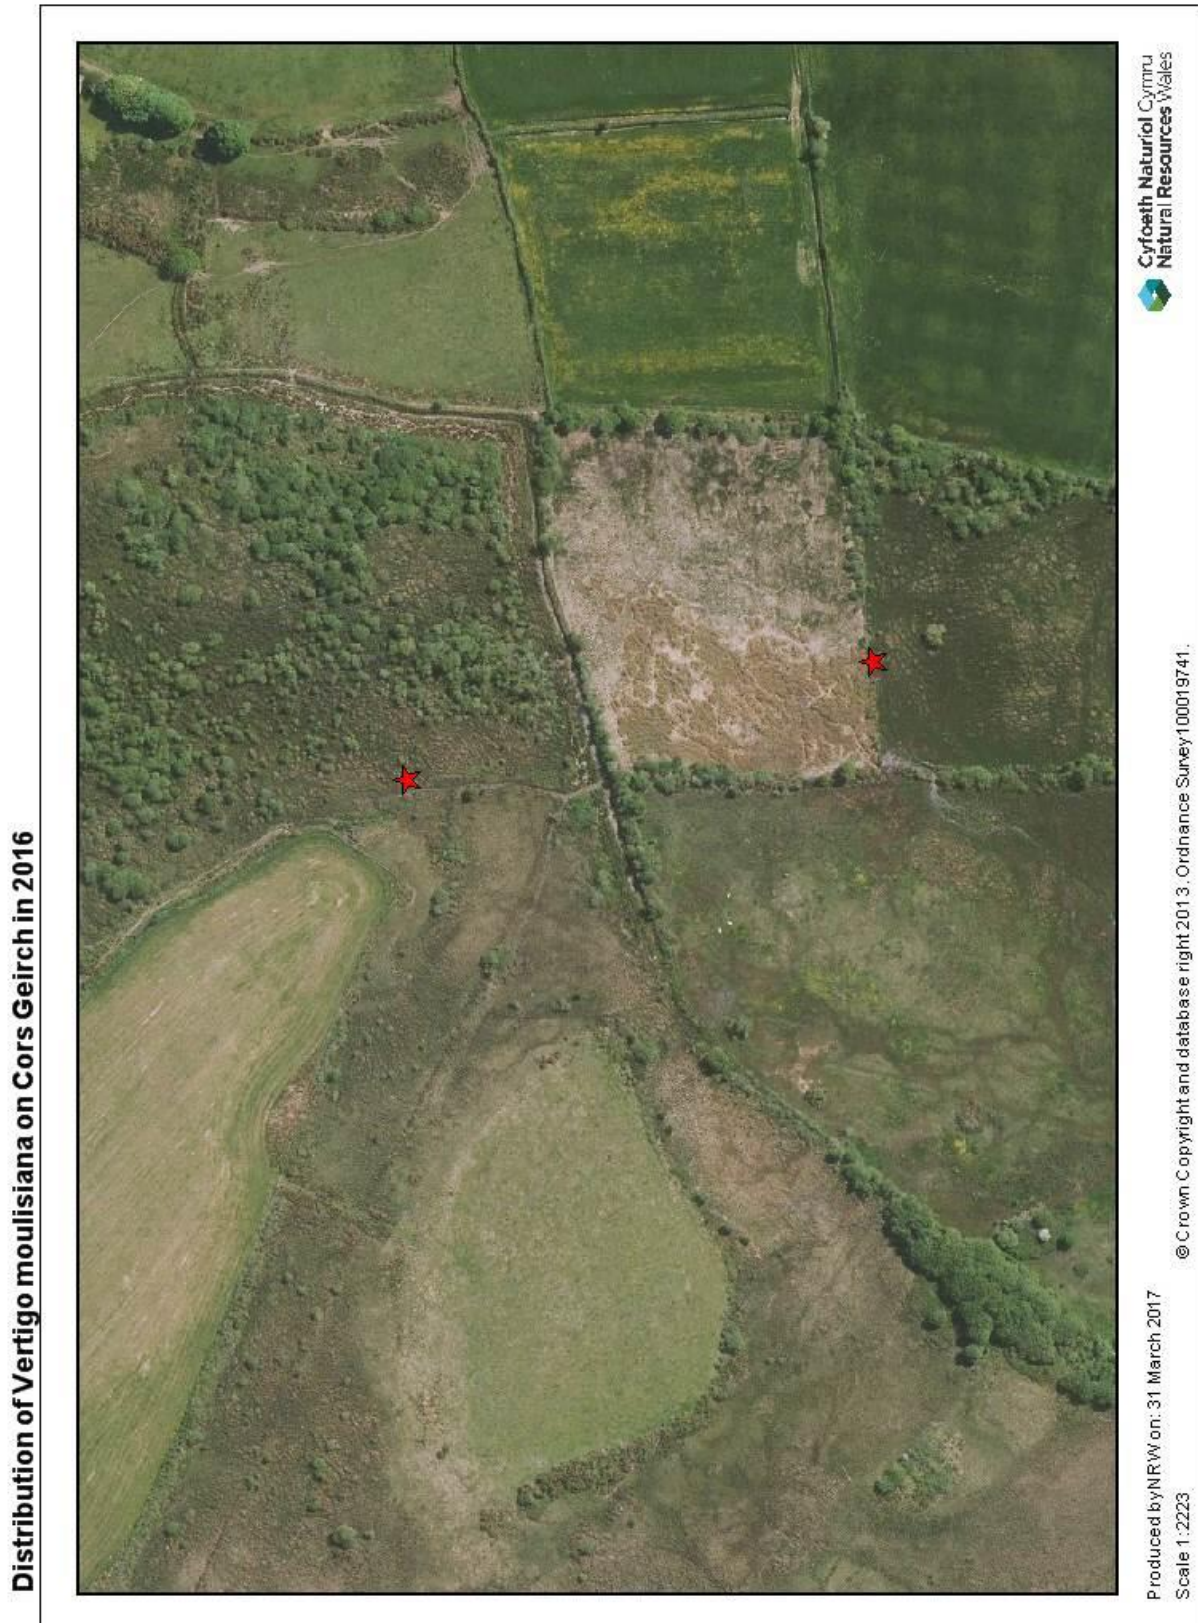 Distribution of Vertigo moulisiana on Cors Geirch in 2016
Cyfoeth Naturiol Cymru
Natural Resources Wales
Produced by NRW on: 31 March 2017
Scale 1:2223
© Crown Copyright and database right 2013. Ordnance Survey 100019741.